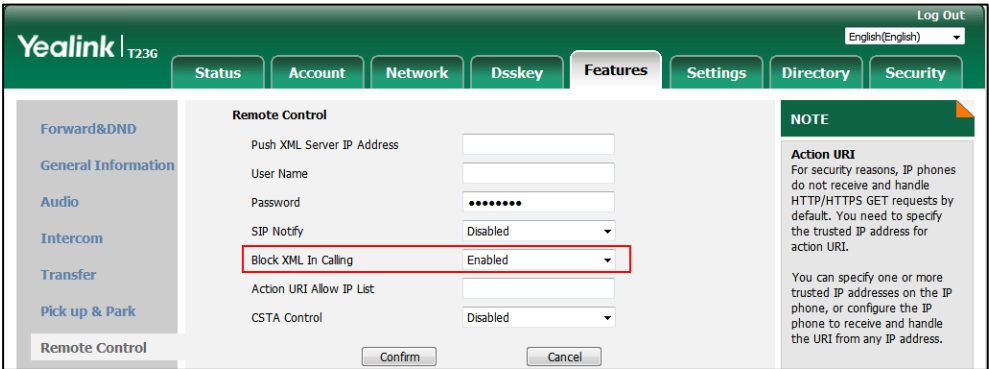 Log Out
Yealink | T23G
English(English)
Status Account Network Dsskey Features Settings Directory Security
Forward&DND
General Information
Audio
Intercom
Transfer
Pick up & Park
Remote Control
Remote Control
Push XML Server IP Address
User Name
Password ••••••••
SIP Notify Disabled
Block XML In Calling Enabled
Action URI Allow IP List
CSTA Control Disabled
Confirm Cancel
NOTE
Action URI
For security reasons, IP phones
do not receive and handle
HTTP/HTTPS GET requests by
default. You need to specify
the trusted IP address for
action URI.
You can specify one or more
trusted IP addresses on the IP
phone, or configure the IP
phone to receive and handle
the URI from any IP address.